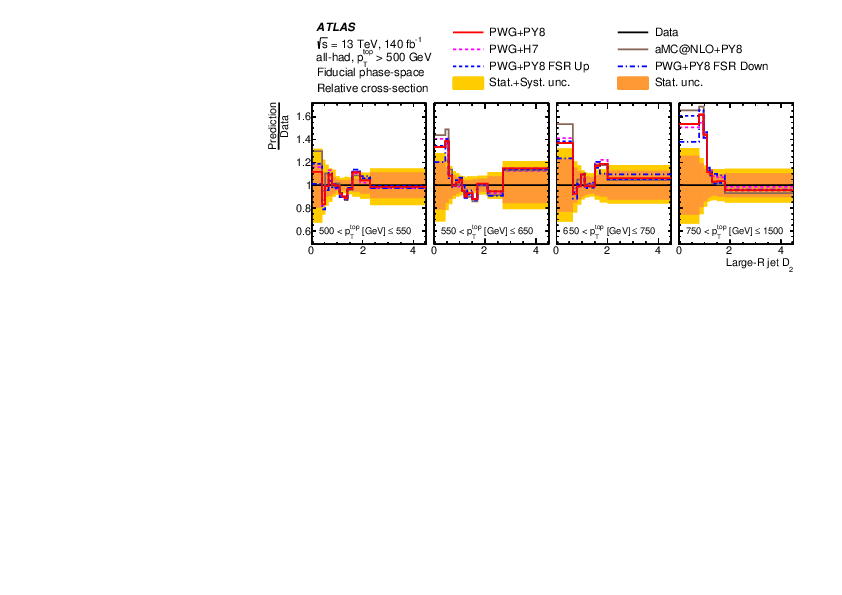 ATLAS
√s = 13 TeV, 140 fb⁻¹
all-had, p_T^top > 500 GeV
Fiducial phase-space
Relative cross-section
PWG+PY8
Data
PWG+H7
aMC@NLO+PY8
PWG+PY8 FSR Up
PWG+PY8 FSR Down
Stat.+Syst. unc.
Stat. unc.
Prediction
Data
1.6
1.4
1.2
1
0.8
0.6
500 < p_T^top [GeV] ≤ 550
550 < p_T^top [GeV] ≤ 650
650 < p_T^top [GeV] ≤ 750
750 < p_T^top [GeV] ≤ 1500
0 2 4 0 2 4 0 2 4 0 2 4
Large-R jet D₂